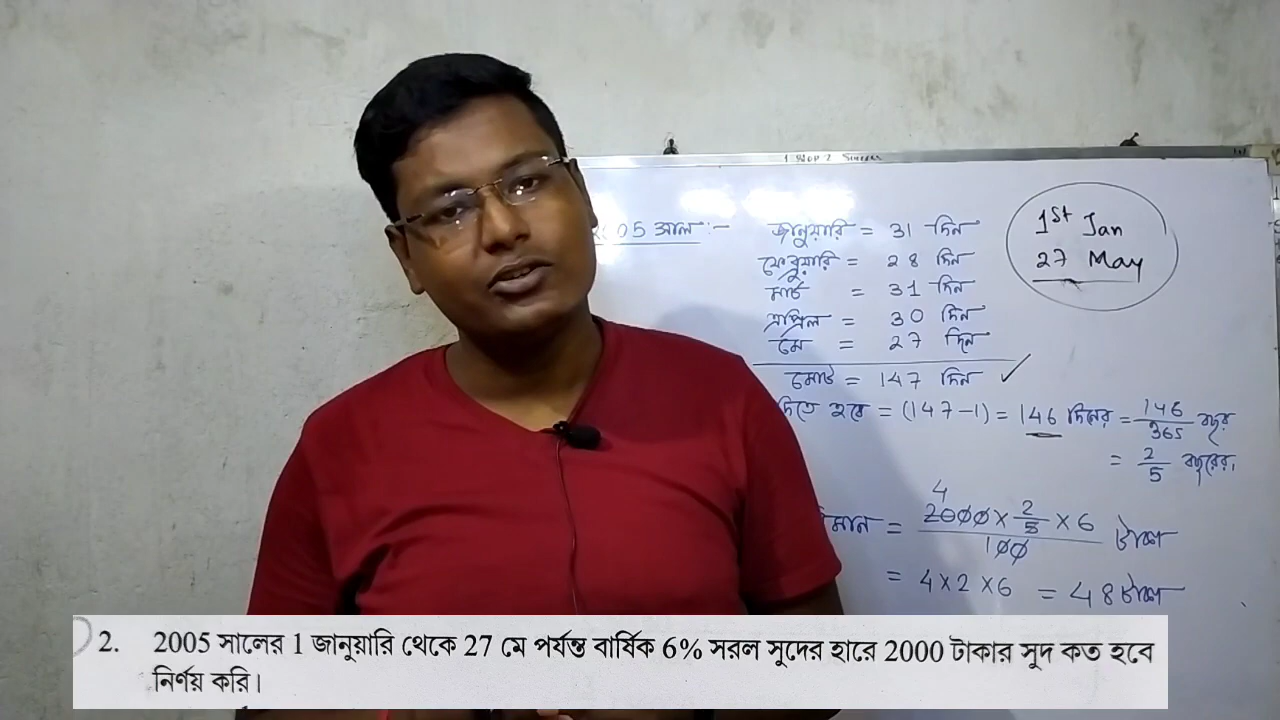 05 সাল :-
জানুয়ারি = 31 দিন
ফেব্রুয়ারি = 28 দিন
মার্চ = 31 দিন
এপ্রিল = 30 দিন
মে = 27 দিন
মোট = 147 দিন ✓
1st Jan
27 May
দিতে হবে = (147-1) = 146 দিনের = 146/365 বছর
= 2/5 বছরের।
মান = 2000 × 2/5 × 6 / 100 টাকা
4
= 4 × 2 × 6 = 48 টাকা
2. 2005 সালের 1 জানুয়ারি থেকে 27 মে পর্যন্ত বার্ষিক 6% সরল সুদের হারে 2000 টাকার সুদ কত হবে
নির্ণয় করি।